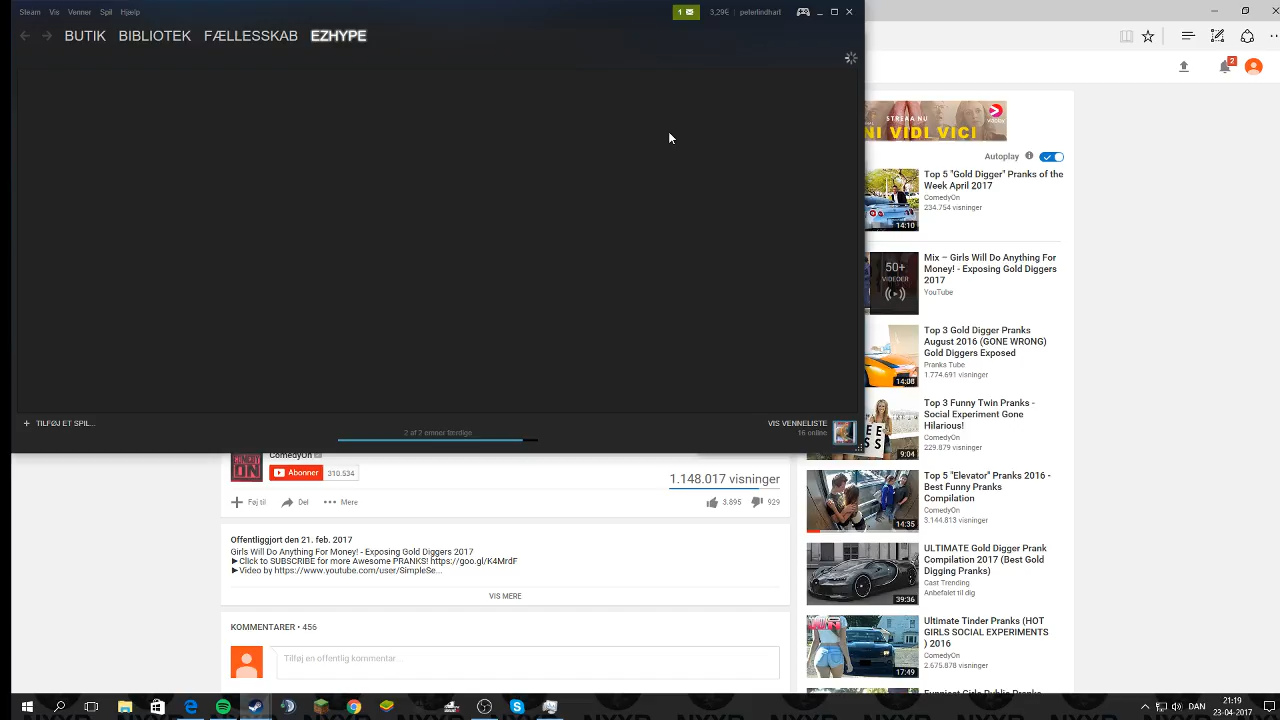 Steam Vis Venner Spil Hjælp
1 3,29€ peterlindhart
BUTIK BIBLIOTEK FÆLLESSKAB EZHYPE
TILFØJ ET SPIL...
2 af 2 emner færdige
VIS VENNELISTE
16 online
2
STREAM NU
NI VIDI VICI
viafree
Autoplay
Top 5 "Gold Digger" Pranks of the
Week April 2017
ComedyOn
234.754 visninger
14:10
50+
VIDEOER
Mix – Girls Will Do Anything For
Money! - Exposing Gold Diggers
2017
YouTube
Top 3 Gold Digger Pranks
August 2016 (GONE WRONG)
Gold Diggers Exposed
Pranks Tube
1.774.691 visninger
14:08
Top 3 Funny Twin Pranks -
Social Experiment Gone
Hilarious!
ComedyOn
229.879 visninger
9:04
Top 5 "Elevator" Pranks 2016 -
Best Funny Pranks
Compilation
ComedyOn
3.144.813 visninger
14:35
ULTIMATE Gold Digger Prank
Compilation 2017 (Best Gold
Digging Pranks)
Cast Trending
Anbefalet til dig
39:36
Ultimate Tinder Pranks (HOT
GIRLS SOCIAL EXPERIMENTS
) 2016
ComedyOn
2.675.878 visninger
17:49
Funniest Girls Public Pranks
ComedyOn
Abonner 310.534
1.148.017 visninger
Føj til Del Mere
3.895 929
Offentliggjort den 21. feb. 2017
Girls Will Do Anything For Money! - Exposing Gold Diggers 2017
►Click to SUBSCRIBE for more Awesome PRANKS! https://goo.gl/K4MrdF
►Video by https://www.youtube.com/user/SimpleSe...
VIS MERE
KOMMENTARER • 456
Tilføj en offentlig kommentar...
DAN
21:19
23-04-2017